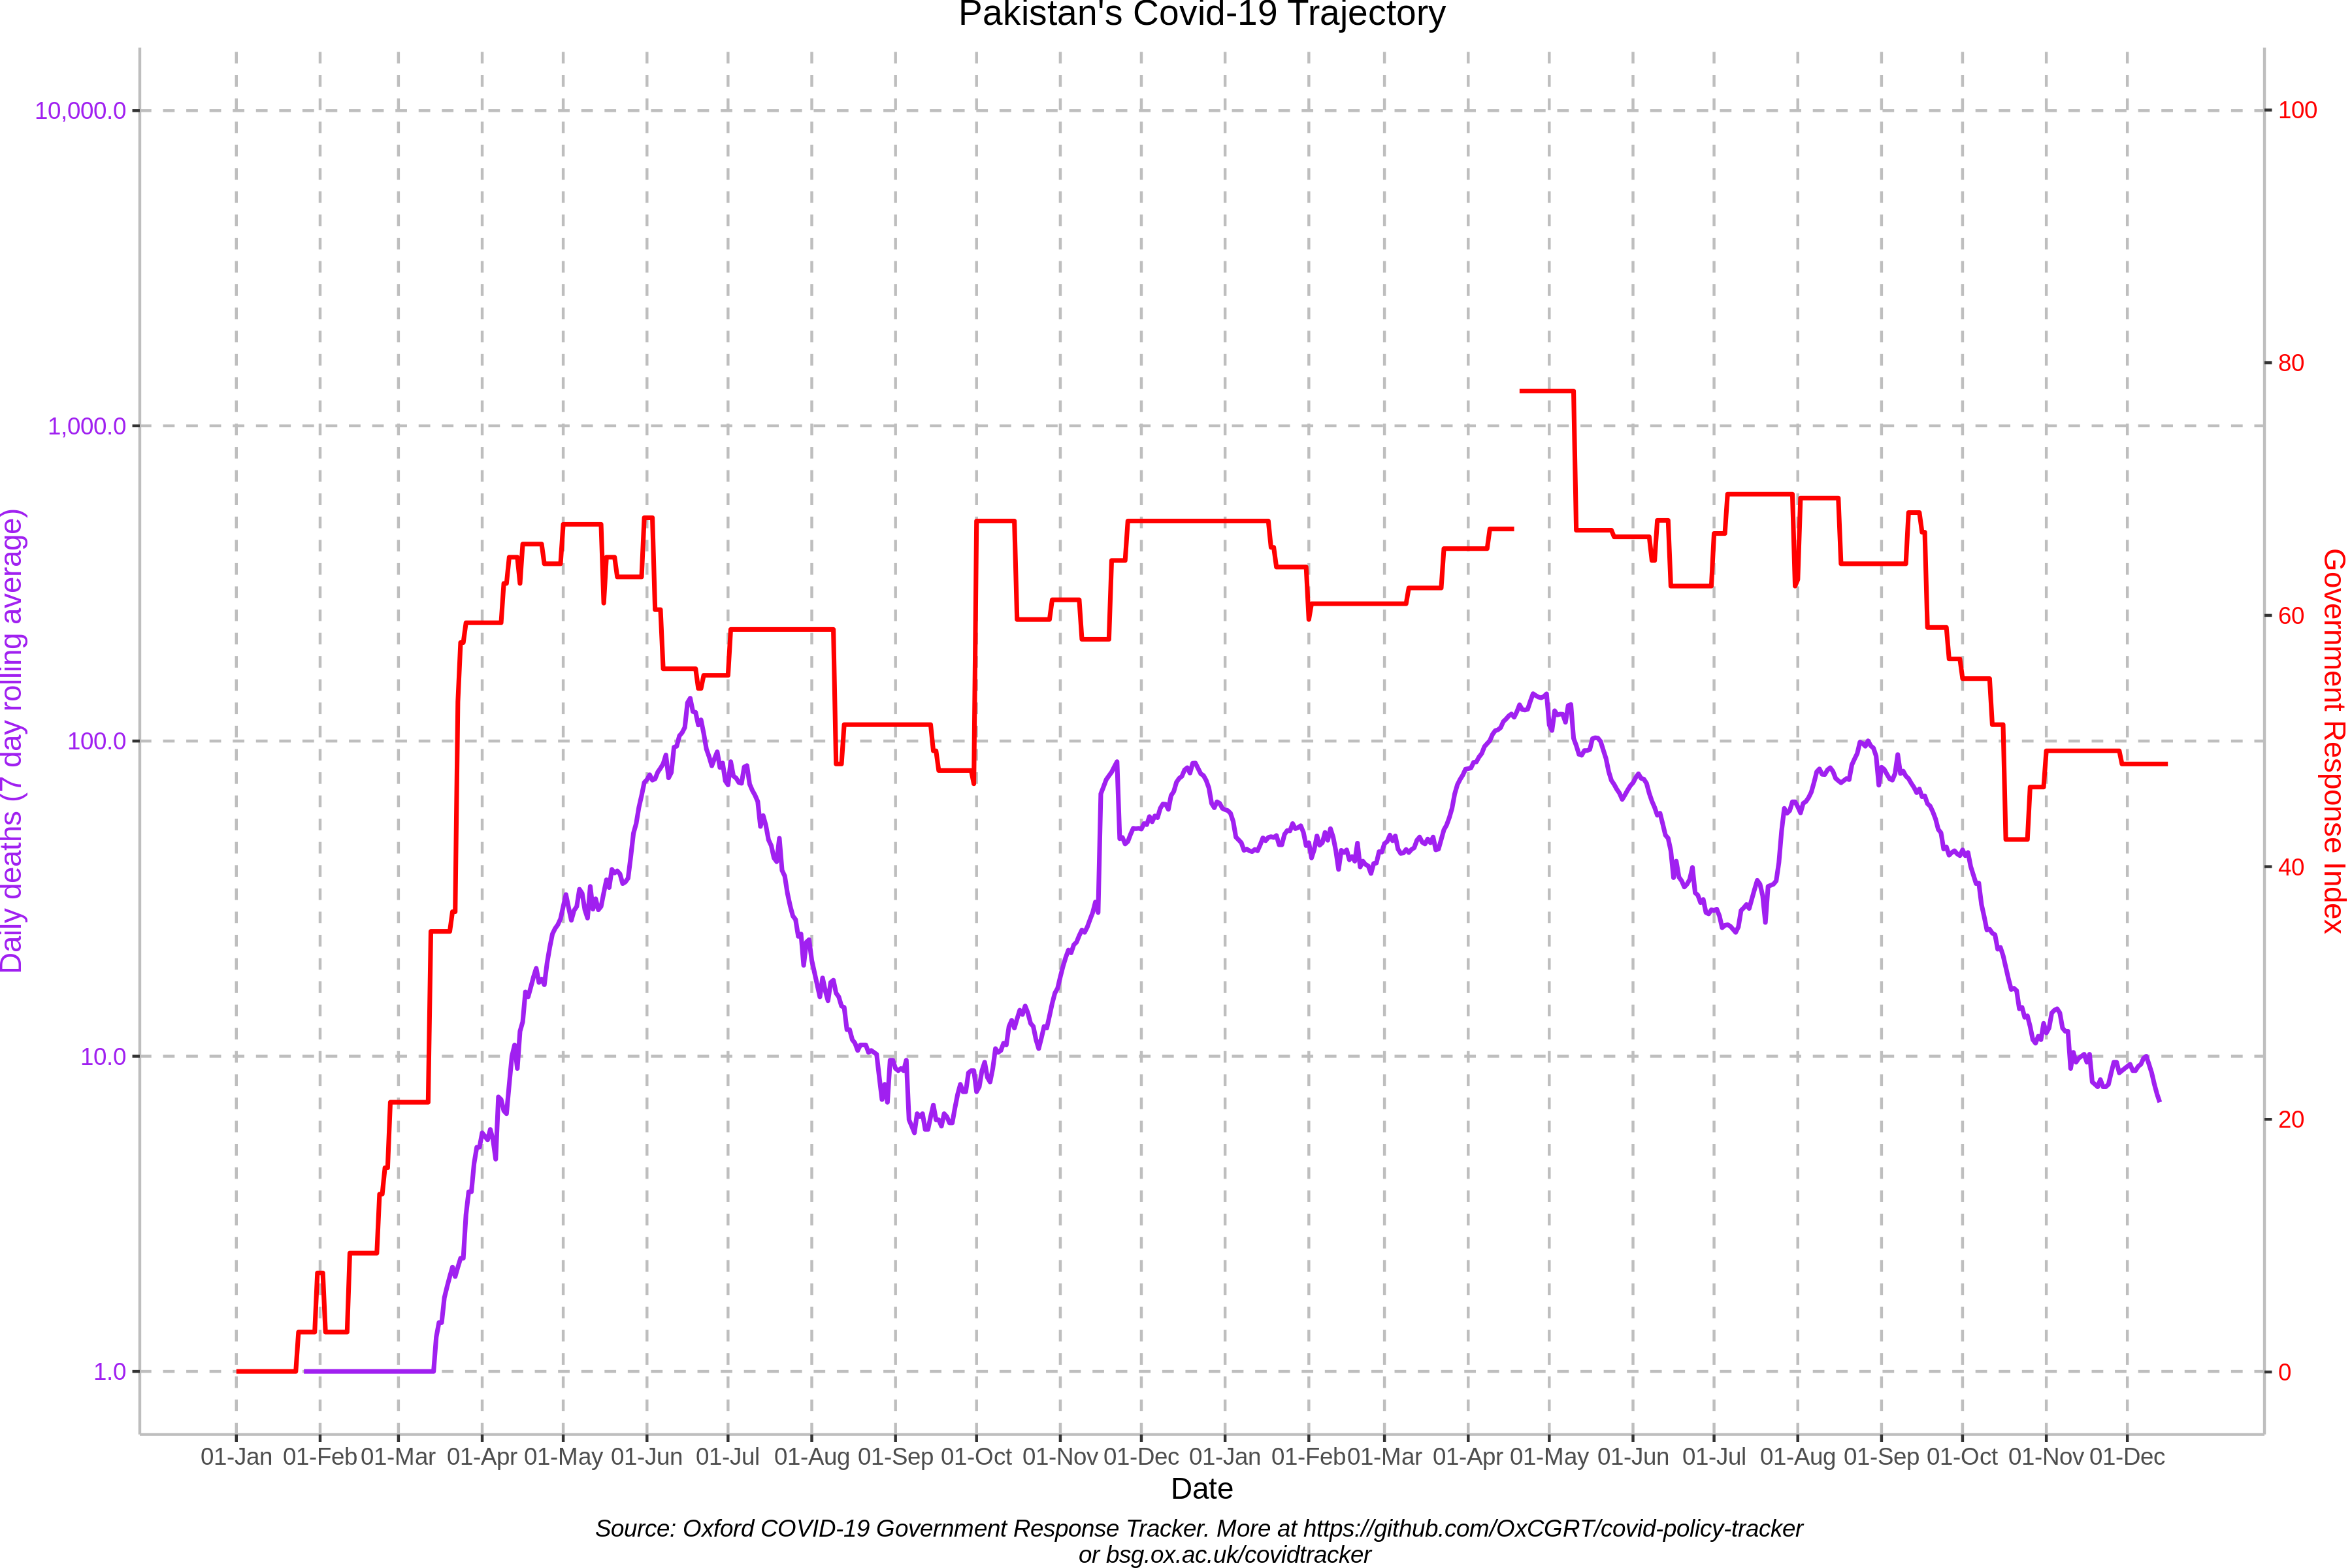 Pakistan's Covid-19 Trajectory
10,000.0
1,000.0
100.0
10.0
1.0
Daily deaths (7 day rolling average)
100
80
60
40
20
0
Government Response Index
01-Jan 01-Feb 01-Mar 01-Apr 01-May 01-Jun 01-Jul 01-Aug 01-Sep 01-Oct 01-Nov 01-Dec 01-Jan 01-Feb 01-Mar 01-Apr 01-May 01-Jun 01-Jul 01-Aug 01-Sep 01-Oct 01-Nov 01-Dec
Date
Source: Oxford COVID-19 Government Response Tracker. More at https://github.com/OxCGRT/covid-policy-tracker
or bsg.ox.ac.uk/covidtracker